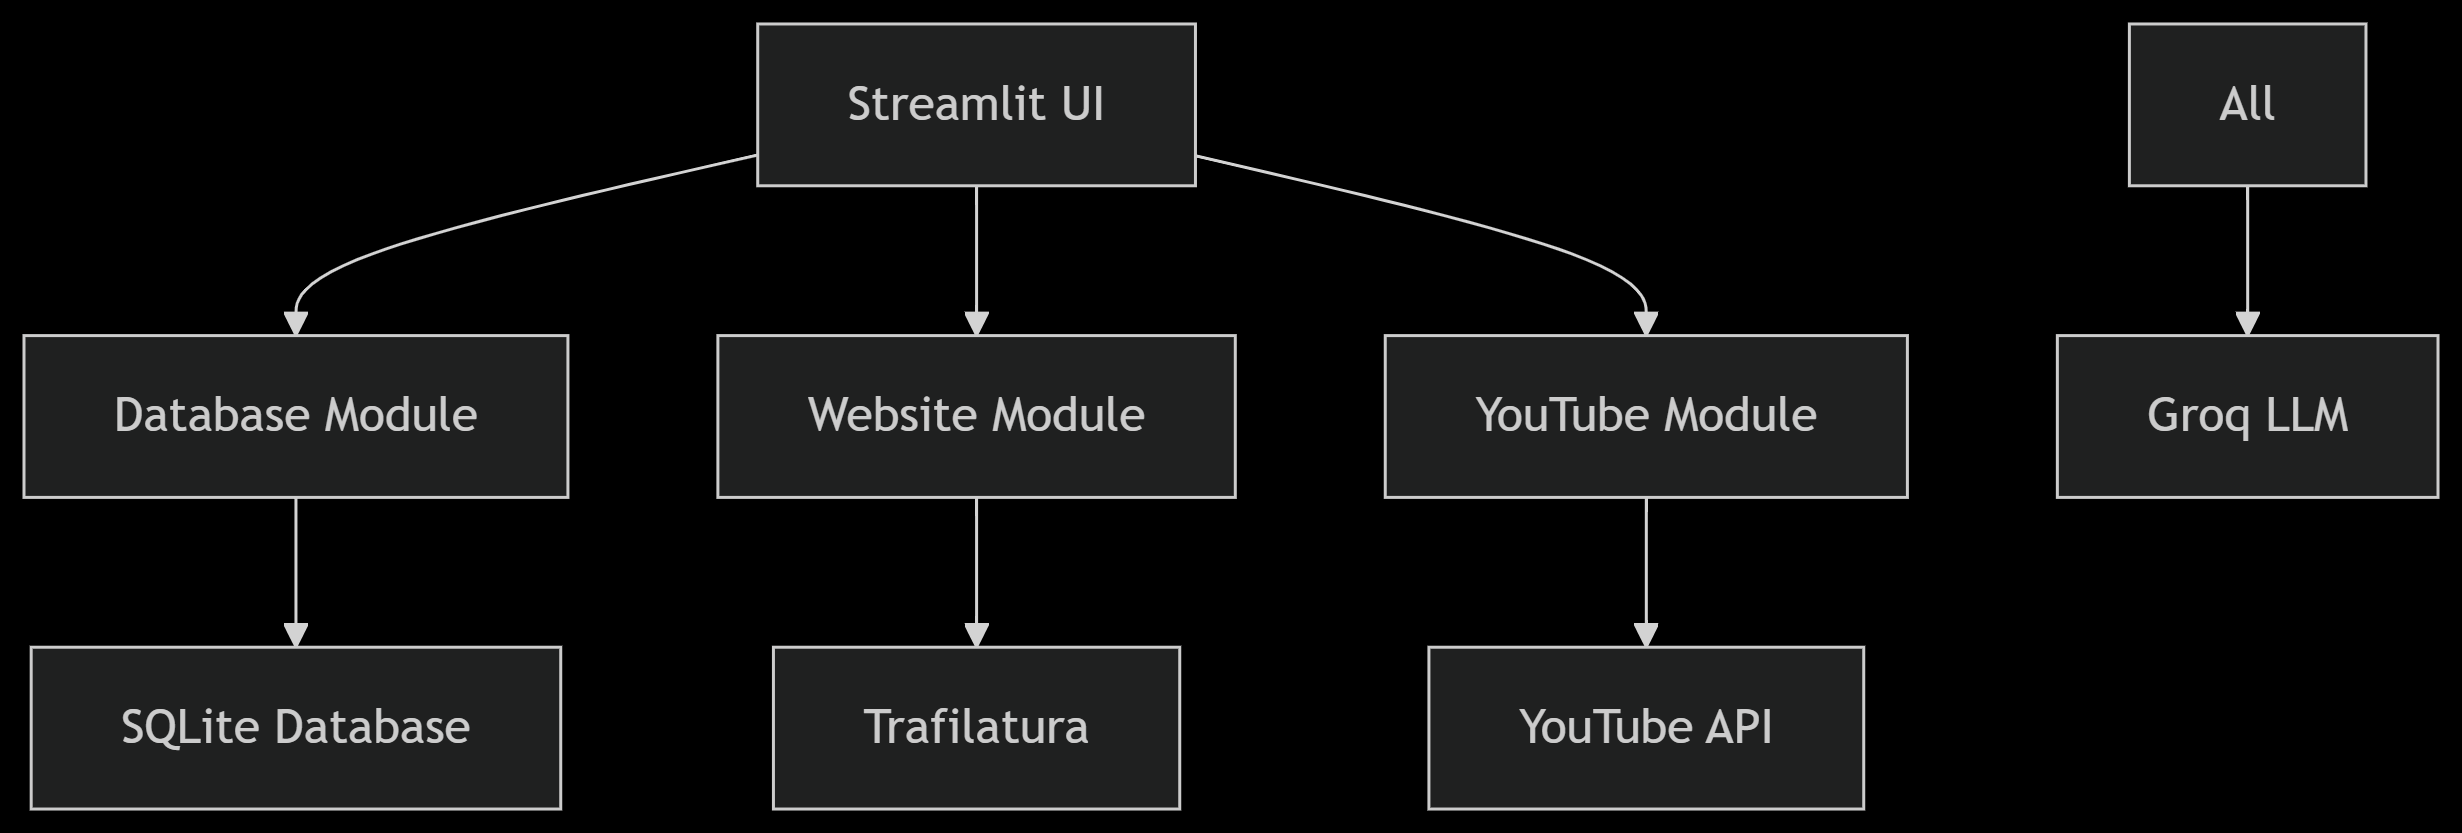 Streamlit UI
All
Database Module
Website Module
YouTube Module
Groq LLM
SQLite Database
Trafilatura
YouTube API